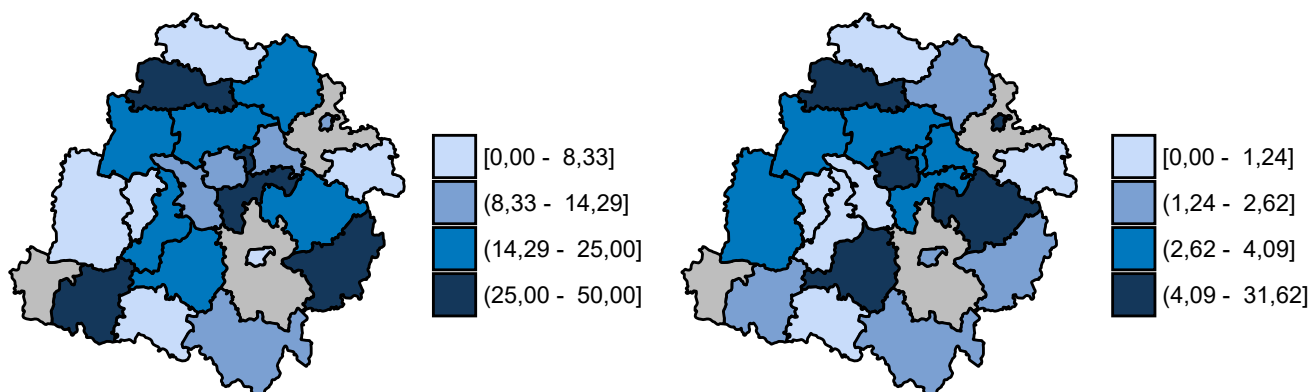 [0,00 - 8,33]
(8,33 - 14,29]
(14,29 - 25,00]
(25,00 - 50,00]
[0,00 - 1,24]
(1,24 - 2,62]
(2,62 - 4,09]
(4,09 - 31,62]